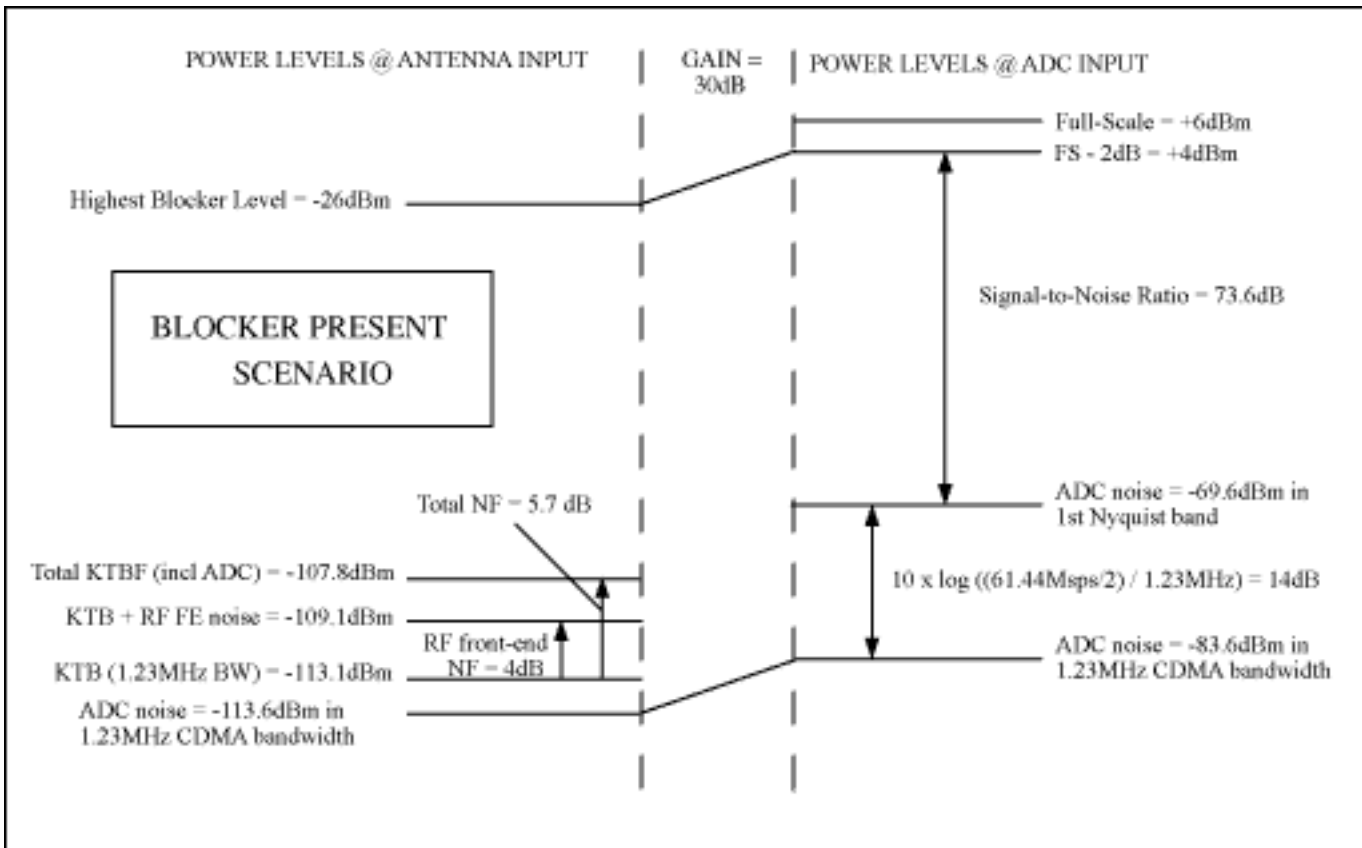 POWER LEVELS @ ANTENNA INPUT
GAIN =
30dB
POWER LEVELS @ ADC INPUT
Full-Scale = +6dBm
FS - 2dB = +4dBm
Highest Blocker Level = -26dBm
Signal-to-Noise Ratio = 73.6dB
BLOCKER PRESENT
SCENARIO
Total NF = 5.7 dB
ADC noise = -69.6dBm in
1st Nyquist band
Total KTBF (incl ADC) = -107.8dBm
10 x log ((61.44Msps/2) / 1.23MHz) = 14dB
KTB + RF FE noise = -109.1dBm
RF front-end
NF = 4dB
KTB (1.23MHz BW) = -113.1dBm
ADC noise = -83.6dBm in
1.23MHz CDMA bandwidth
ADC noise = -113.6dBm in
1.23MHz CDMA bandwidth